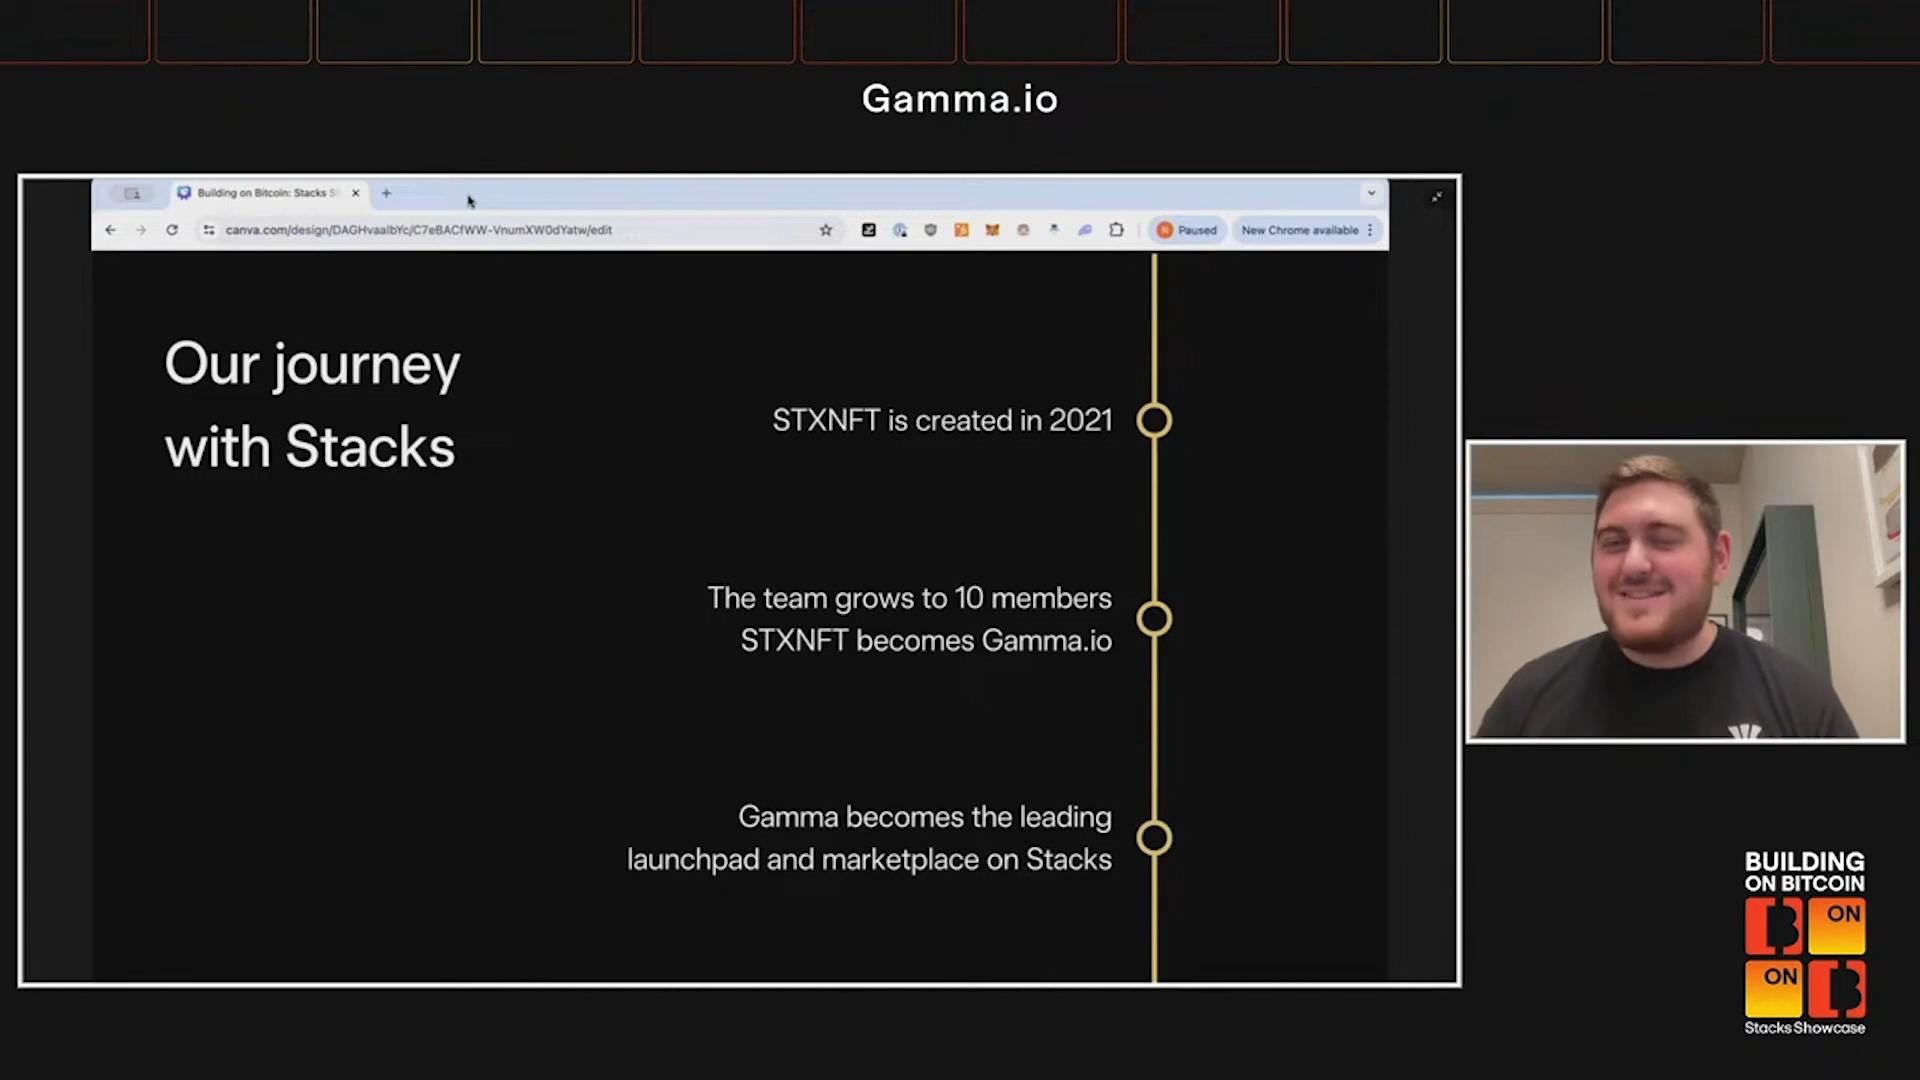 Gamma.io
Building on Bitcoin: Stacks S
canva.com/design/DAGHvaalbYc/C7eBACfWW-VnumXW0dYatw/edit
Paused
New Chrome available
Our journey
with Stacks
STXNFT is created in 2021
The team grows to 10 members
STXNFT becomes Gamma.io
Gamma becomes the leading
launchpad and marketplace on Stacks
BUILDING
ON BITCOIN
B ON
ON B
Stacks Showcase